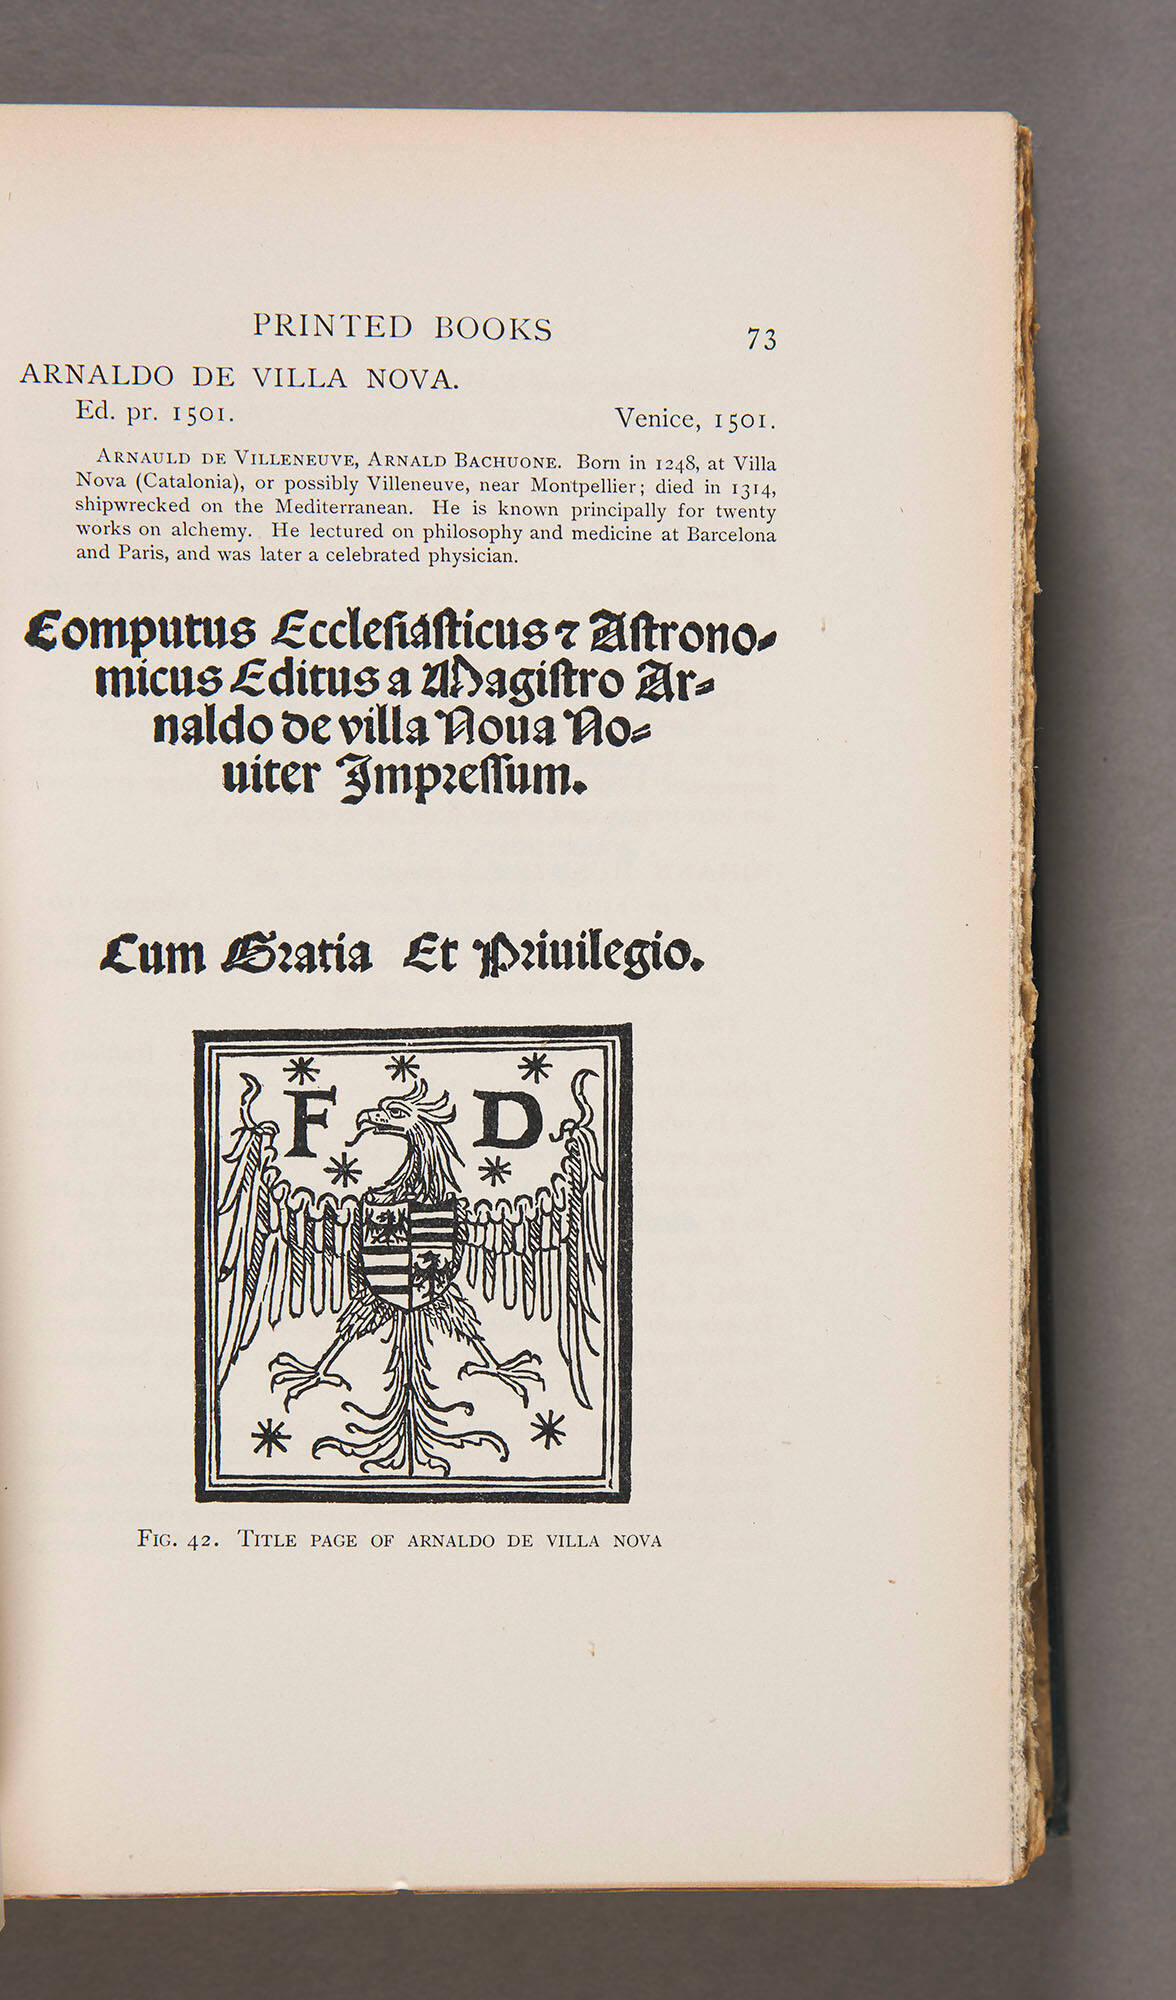 PRINTED BOOKS 73
ARNALDO DE VILLA NOVA.
Ed. pr. 1501. Venice, 1501.
ARNAULD DE VILLENEUVE, ARNALD BACHUONE. Born in 1248, at Villa
Nova (Catalonia), or possibly Villeneuve, near Montpellier; died in 1314,
shipwrecked on the Mediterranean. He is known principally for twenty
works on alchemy. He lectured on philosophy and medicine at Barcelona
and Paris, and was later a celebrated physician.
Computus Eccleſiaſticus ⁊ Aſtrono⸗
micus Editus a Magiſtro Ar⸗
naldo de villa Noua No⸗
uiter Impꝛeſſum.
Cum Gꝛatia Et Pꝛiuilegio.
F D
FIG. 42. TITLE PAGE OF ARNALDO DE VILLA NOVA